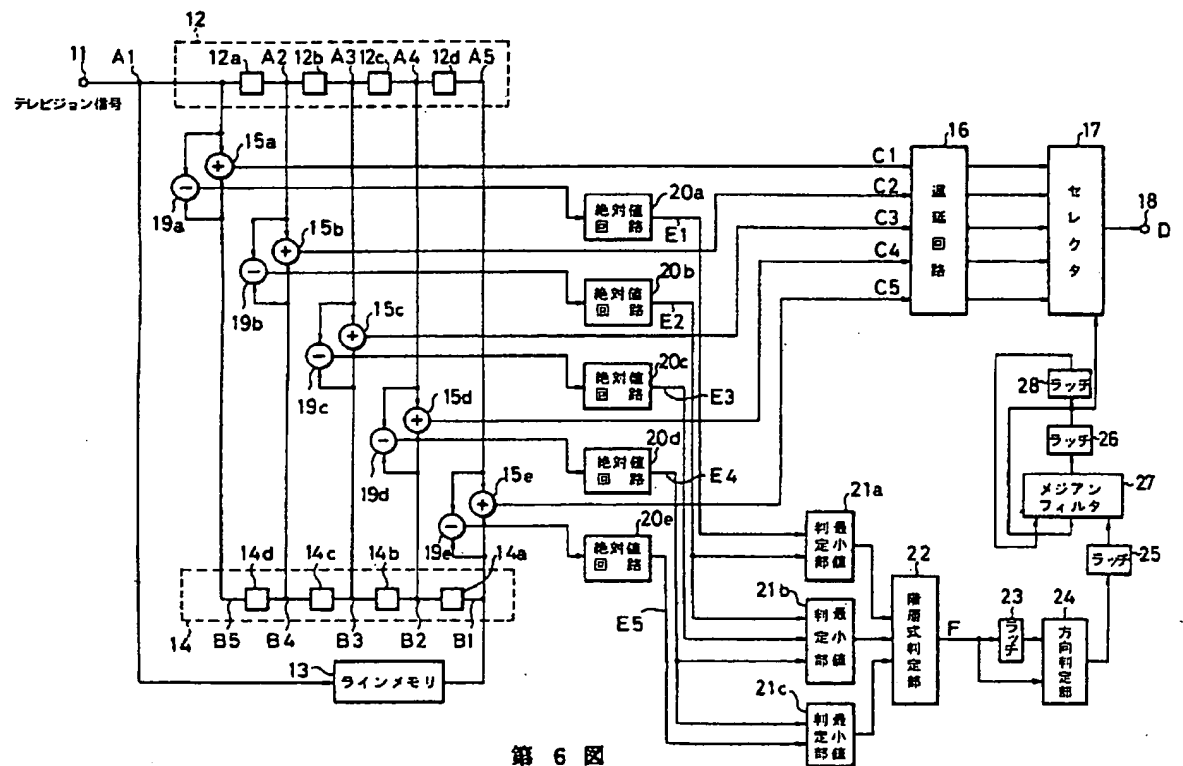 12
11
A1
12a
A2
12b
A3
12c
A4
12d
A5
テレビジョン信号
15a
19a
16
17
C1
C2
C3
C4
C5
遅延回路
セレクタ
18
D
20a
絶対値
回路
E1
15b
19b
20b
絶対値
回路
E2
15c
19c
20c
絶対値
回路
E3
28
ラッチ
ラッチ
26
15d
19d
20d
絶対値
回路
E4
メジアン
フィルタ
27
15e
19e
20e
絶対値
回路
E5
21a
最小値
判定部
ラッチ
25
14d
14c
14b
14a
14
B5
B4
B3
B2
B1
21b
最小値
判定部
22
階層式判定部
F
23
ラッチ
24
方向判定部
13
ラインメモリ
21c
最小値
判定部
第 6 図